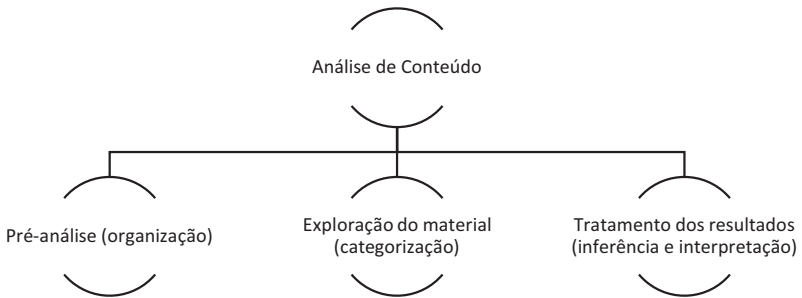 Análise de Conteúdo
Pré-análise (organização)
Exploração do material
(categorização)
Tratamento dos resultados
(inferência e interpretação)